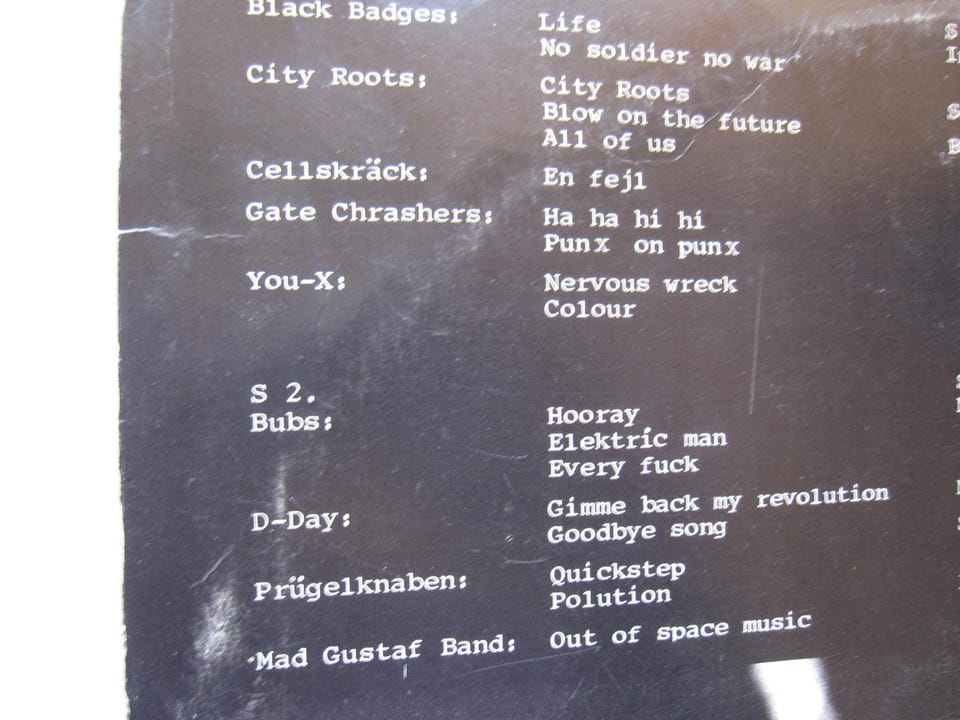 Black Badges: Life
No soldier no war
City Roots: City Roots
Blow on the future
All of us
Cellskräck: En fejl
Gate Chrashers: Ha ha hi hi
Punx on punx
You-X: Nervous wreck
Colour
S 2.
Bubs: Hooray
Elektric man
Every fuck
D-Day: Gimme back my revolution
Goodbye song
Prügelknaben: Quickstep
Polution
Mad Gustaf Band: Out of space music